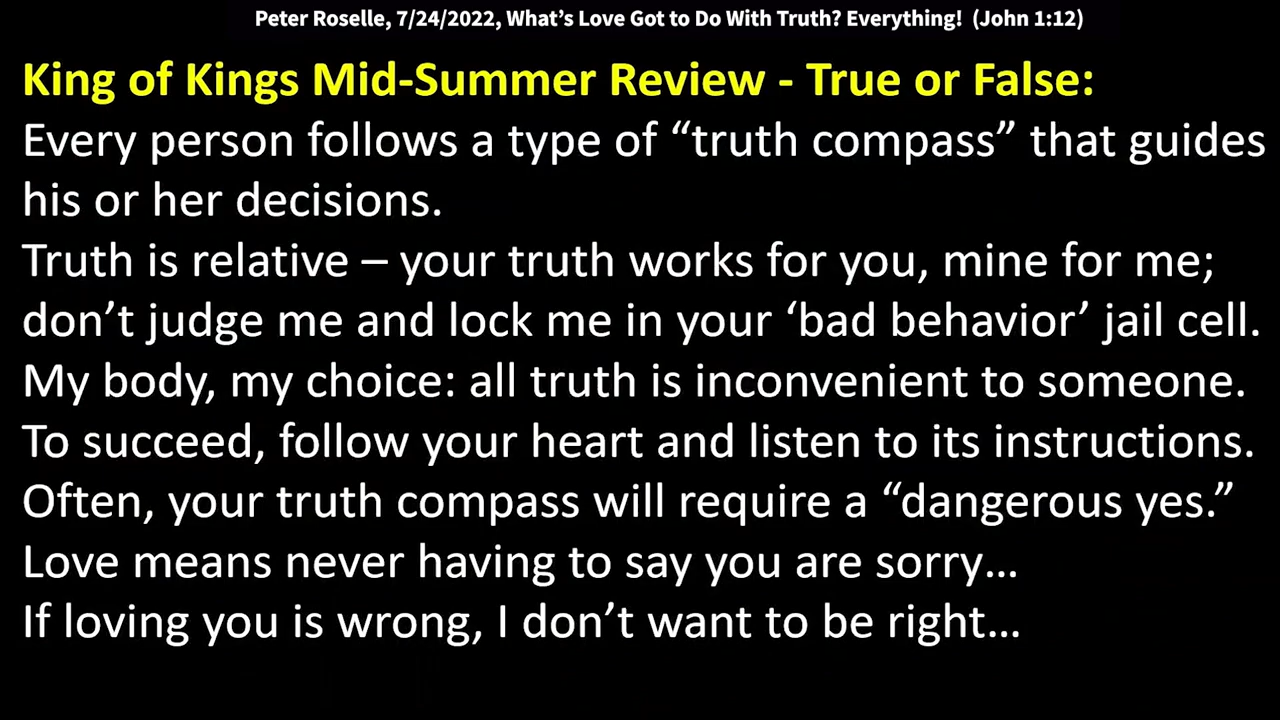 Peter Roselle, 7/24/2022, What’s Love Got to Do With Truth? Everything!  (John 1:12)
King of Kings Mid-Summer Review - True or False:
Every person follows a type of “truth compass” that guides
his or her decisions.
Truth is relative – your truth works for you, mine for me;
don’t judge me and lock me in your ‘bad behavior’ jail cell.
My body, my choice: all truth is inconvenient to someone.
To succeed, follow your heart and listen to its instructions.
Often, your truth compass will require a “dangerous yes.”
Love means never having to say you are sorry…
If loving you is wrong, I don’t want to be right…